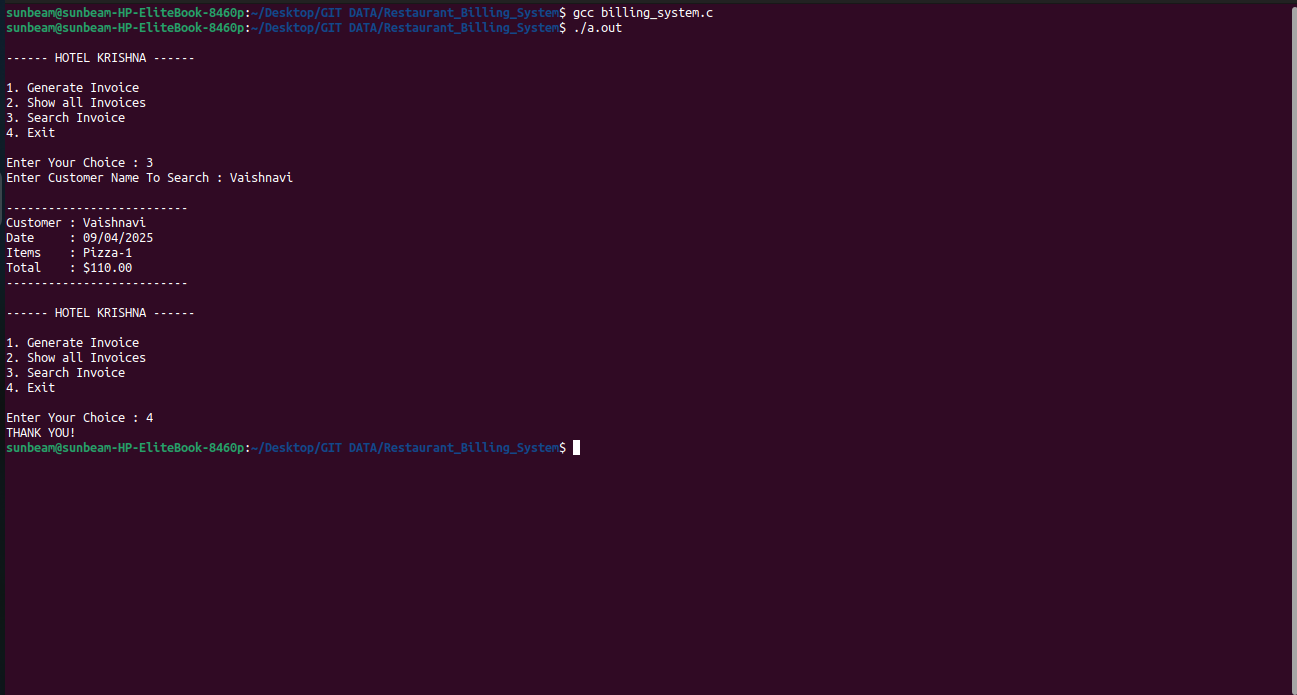 sunbeam@sunbeam-HP-EliteBook-8460p:~/Desktop/GIT DATA/Restaurant_Billing_System$ gcc billing_system.c
sunbeam@sunbeam-HP-EliteBook-8460p:~/Desktop/GIT DATA/Restaurant_Billing_System$ ./a.out
------ HOTEL KRISHNA ------
1. Generate Invoice
2. Show all Invoices
3. Search Invoice
4. Exit
Enter Your Choice : 3
Enter Customer Name To Search : Vaishnavi
--------------------------
Customer : Vaishnavi
Date     : 09/04/2025
Items    : Pizza-1
Total    : $110.00
--------------------------
------ HOTEL KRISHNA ------
1. Generate Invoice
2. Show all Invoices
3. Search Invoice
4. Exit
Enter Your Choice : 4
THANK YOU!
sunbeam@sunbeam-HP-EliteBook-8460p:~/Desktop/GIT DATA/Restaurant_Billing_System$